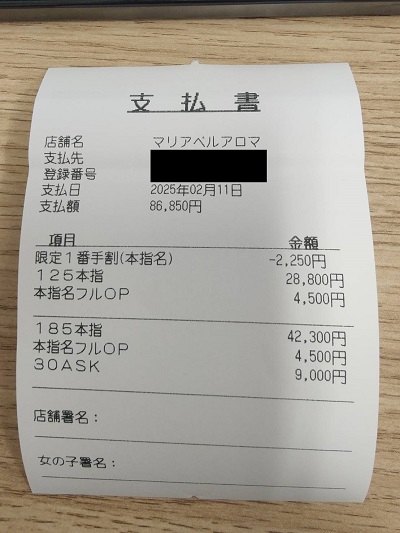 支 払 書
店舗名 マリアベルアロマ
支払先
登録番号
支払日 2025年02月11日
支払額 86,850円
項目 金額
限定1番手割(本指名) -2,250円
125本指 28,800円
本指名フルOP 4,500円
185本指 42,300円
本指名フルOP 4,500円
30ASK 9,000円
店舗署名:
女の子署名: